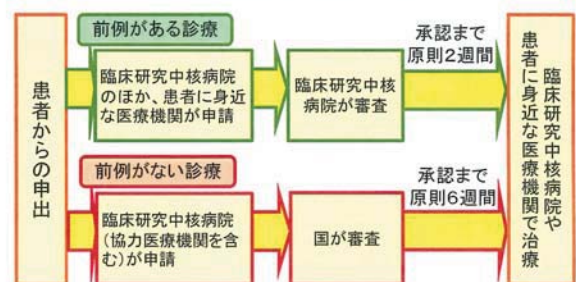 患者からの申出
前例がある診療
臨床研究中核病院
のほか、患者に身近
な医療機関が申請
臨床研究中核
病院が審査
承認まで
原則2週間
前例がない診療
臨床研究中核病院
(協力医療機関を含
む)が申請
国が審査
承認まで
原則6週間
臨床研究中核病院や
患者に身近な医療機関で治療